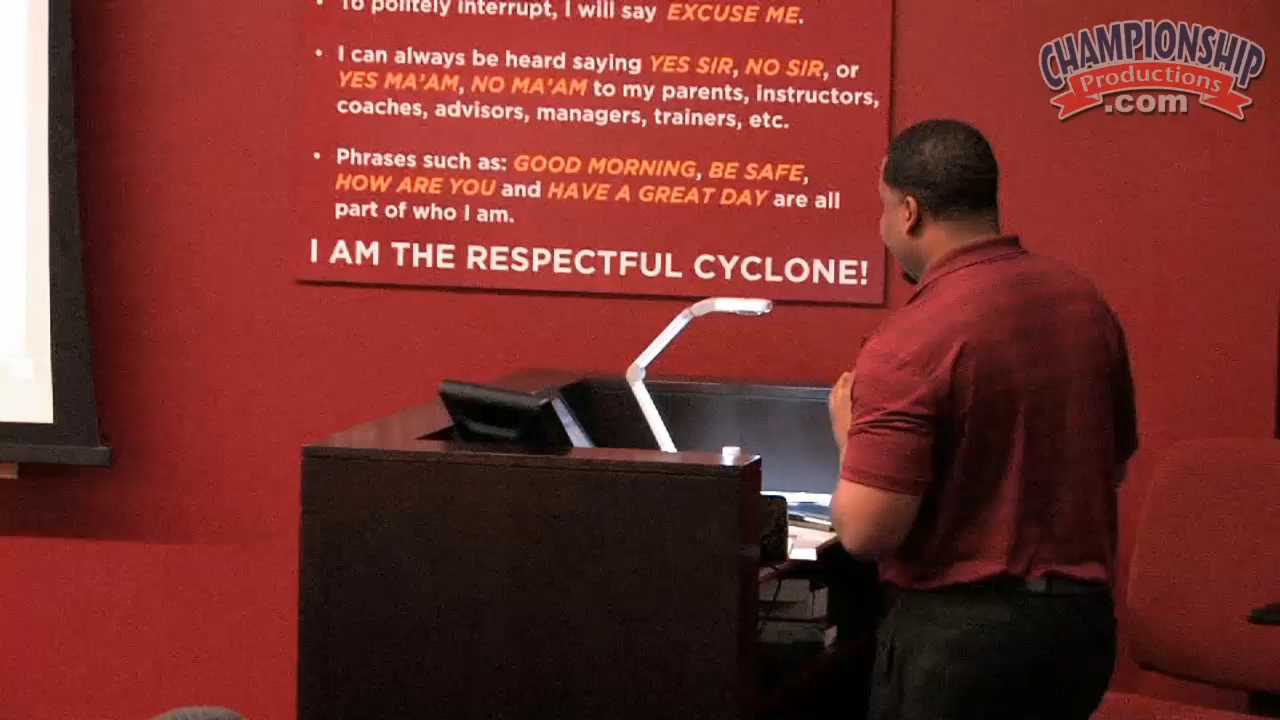 • To politely interrupt, I will say EXCUSE ME.
• I can always be heard saying YES SIR, NO SIR, or
YES MA'AM, NO MA'AM to my parents, instructors,
coaches, advisors, managers, trainers, etc.
• Phrases such as: GOOD MORNING, BE SAFE,
HOW ARE YOU and HAVE A GREAT DAY are all
part of who I am.
I AM THE RESPECTFUL CYCLONE!
CHAMPIONSHIP
Productions
.com